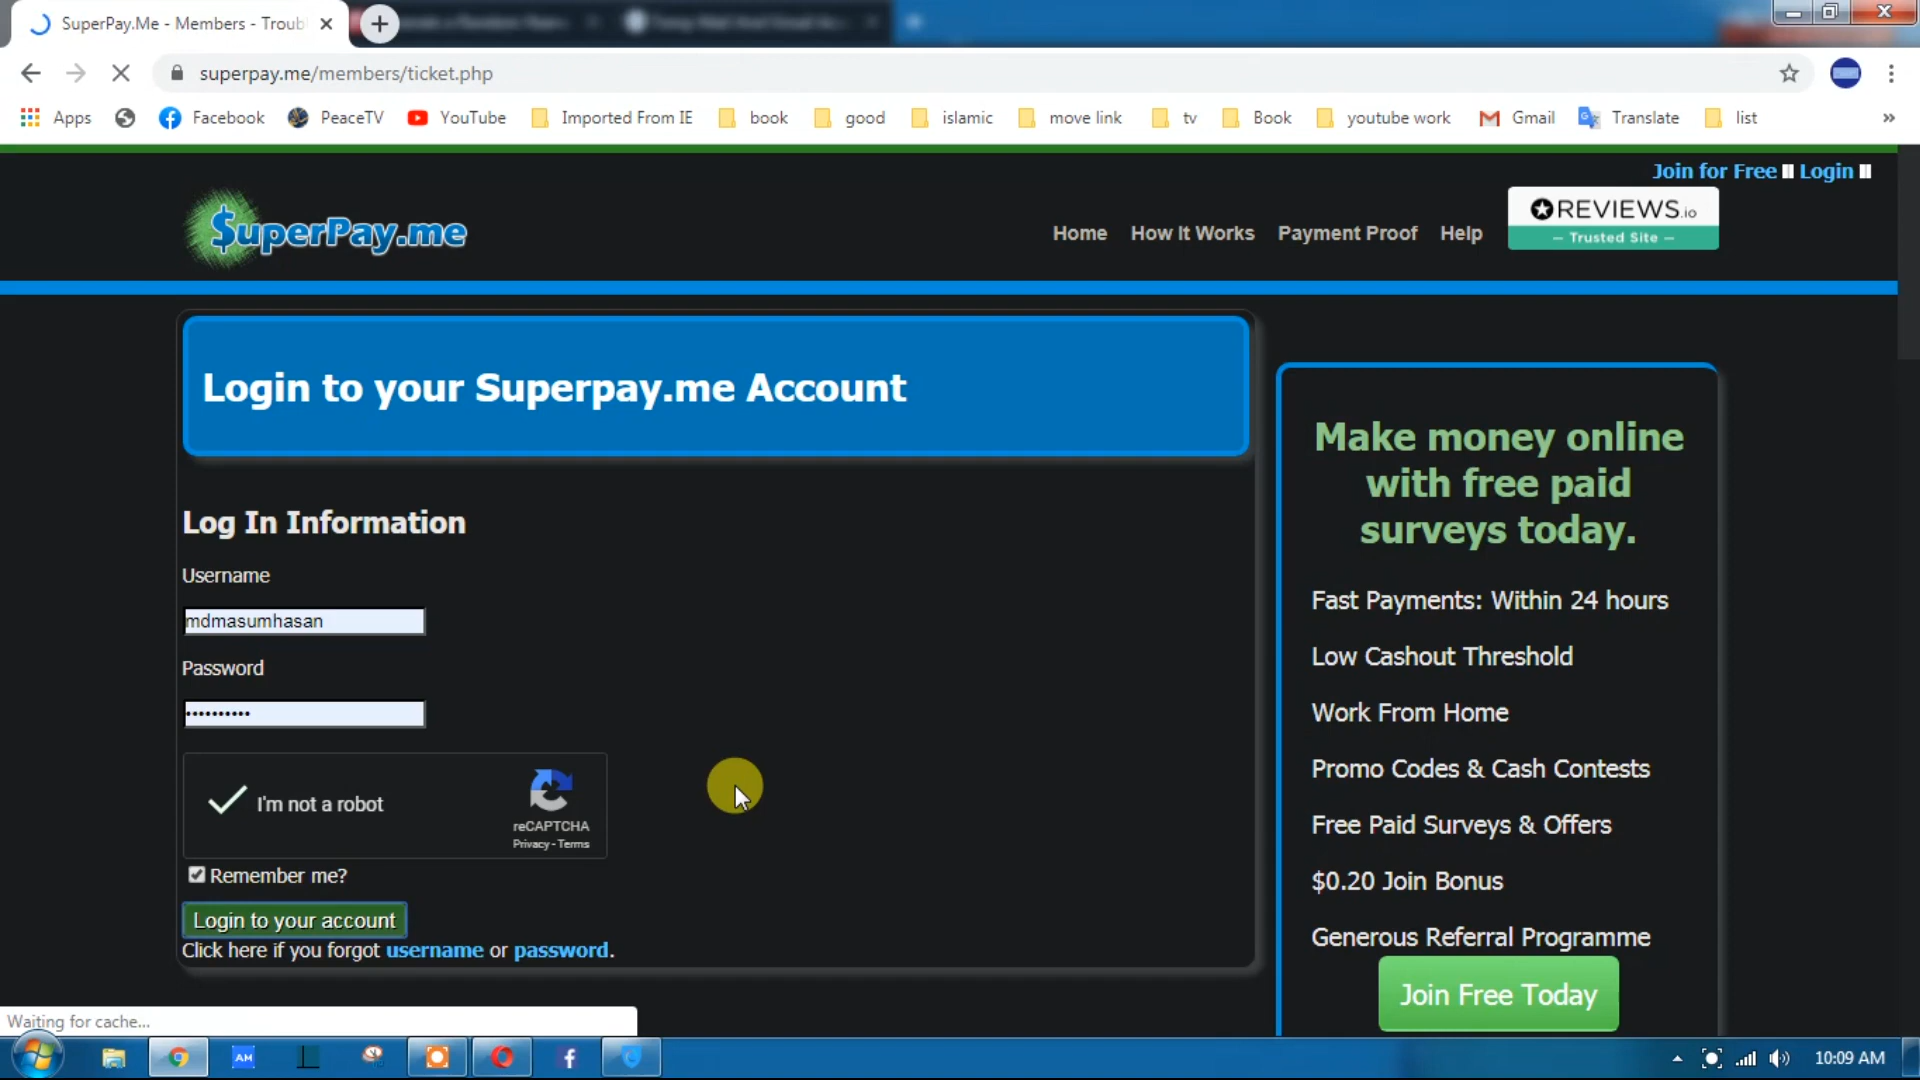 SuperPay.Me - Members - Troub
superpay.me/members/ticket.php
Apps Facebook PeaceTV YouTube Imported From IE book good islamic move link tv Book youtube work Gmail Translate list »
Join for Free Login
$uperPay.me
Home How It Works Payment Proof Help
REVIEWS.io
– Trusted Site –
Login to your Superpay.me Account
Log In Information
Username
mdmasumhasan
Password
I'm not a robot
reCAPTCHA
Privacy - Terms
Remember me?
Login to your account
Click here if you forgot username or password.
Make money online
with free paid
surveys today.
Fast Payments: Within 24 hours
Low Cashout Threshold
Work From Home
Promo Codes & Cash Contests
Free Paid Surveys & Offers
$0.20 Join Bonus
Generous Referral Programme
Join Free Today
Waiting for cache...
AM
10:09 AM